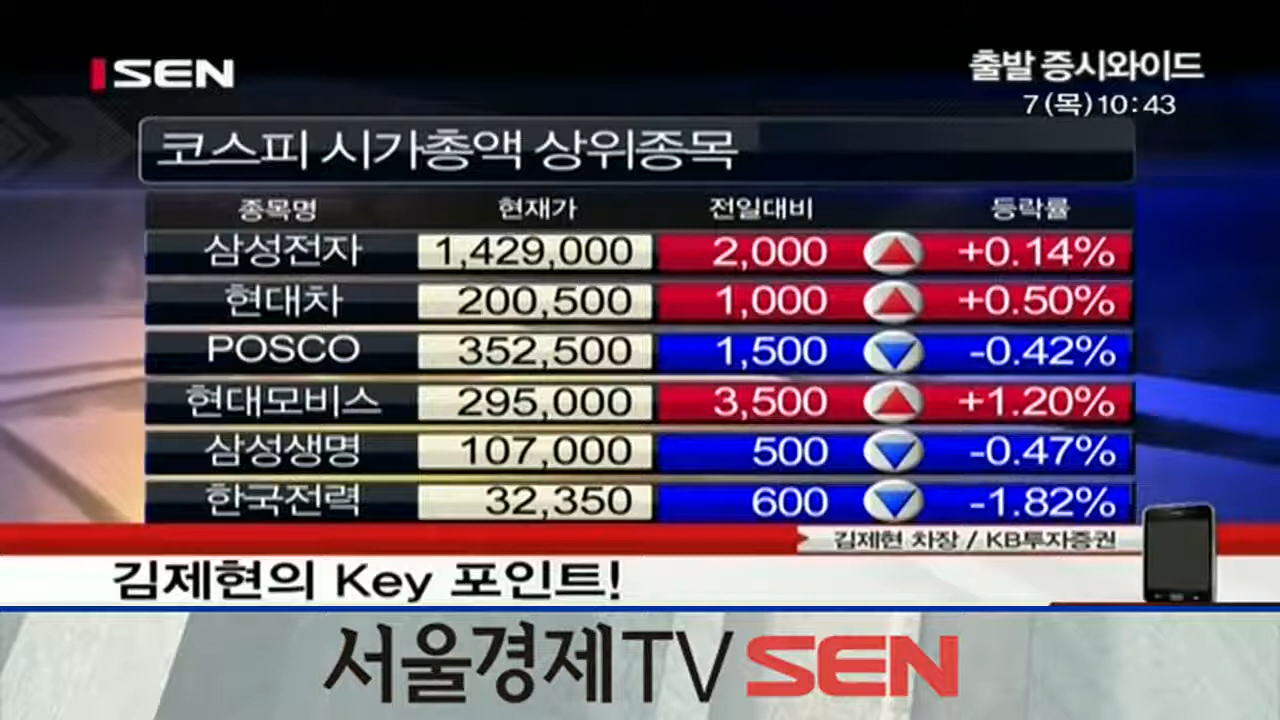 SEN
출발 증시와이드
7(목)10:43
코스피 시가총액 상위종목
종목명 현재가 전일대비 등락률
삼성전자 1,429,000 2,000 +0.14%
현대차 200,500 1,000 +0.50%
POSCO 352,500 1,500 -0.42%
현대모비스 295,000 3,500 +1.20%
삼성생명 107,000 500 -0.47%
한국전력 32,350 600 -1.82%
김제현 차장 / KB투자증권
김제현의 Key 포인트!
서울경제TV SEN